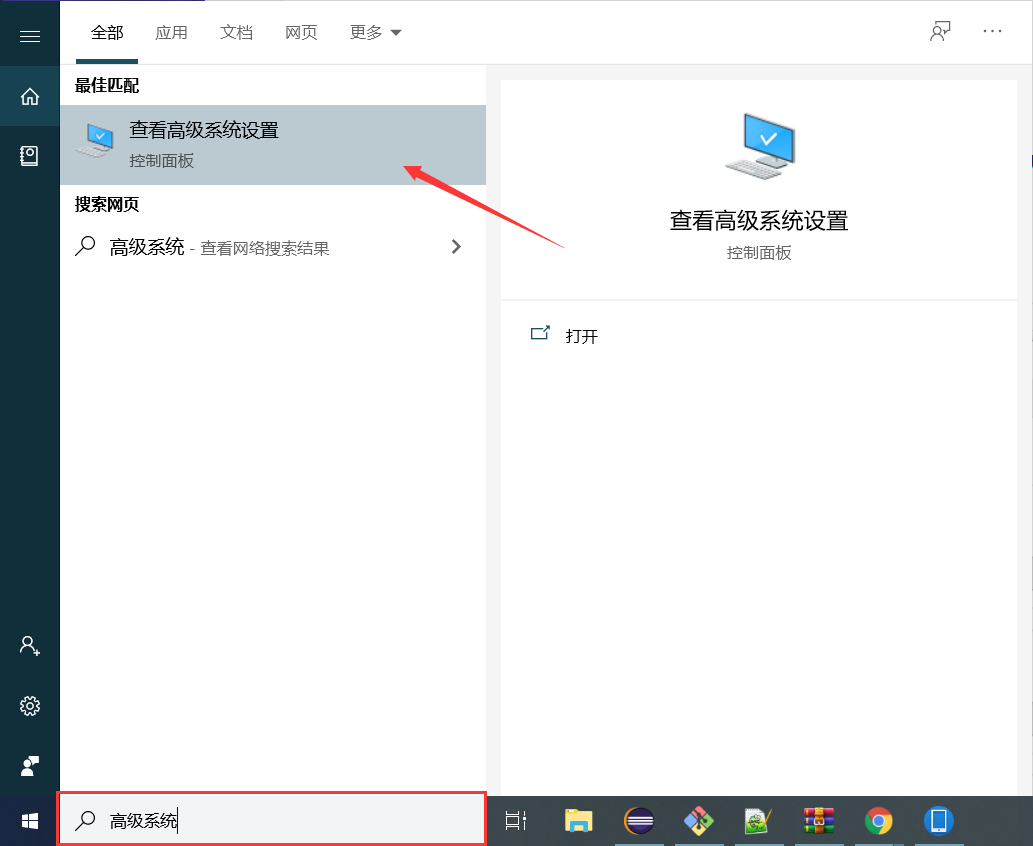 全部 应用 文档 网页 更多
最佳匹配
查看高级系统设置
控制面板
搜索网页
高级系统 - 查看网络搜索结果
查看高级系统设置
控制面板
打开
高级系统